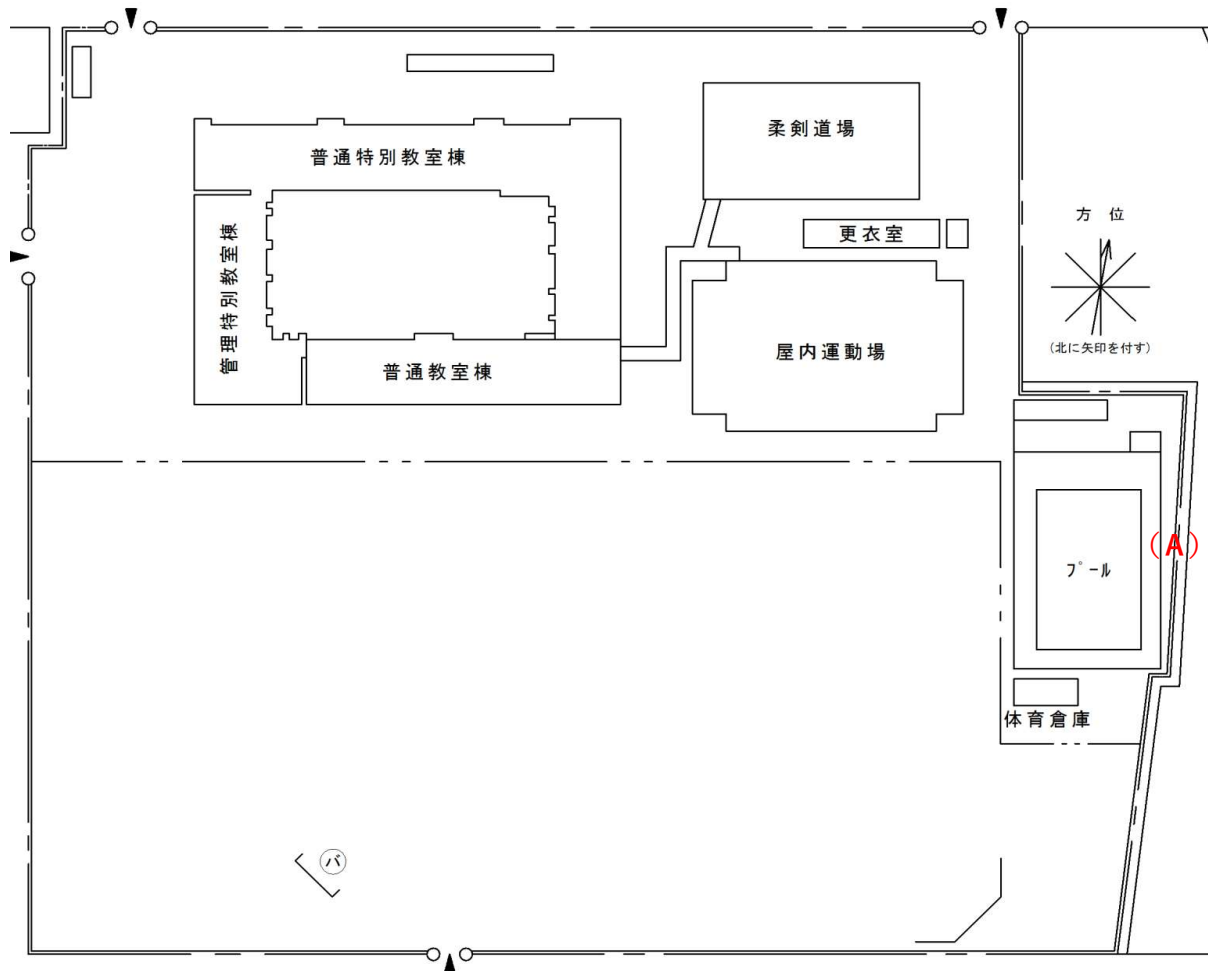 柔剣道場
普通特別教室棟
方位
更衣室
管理特別教室棟
屋内運動場
(北に矢印を付す)
普通教室棟
(A)
プール
体育倉庫
バ